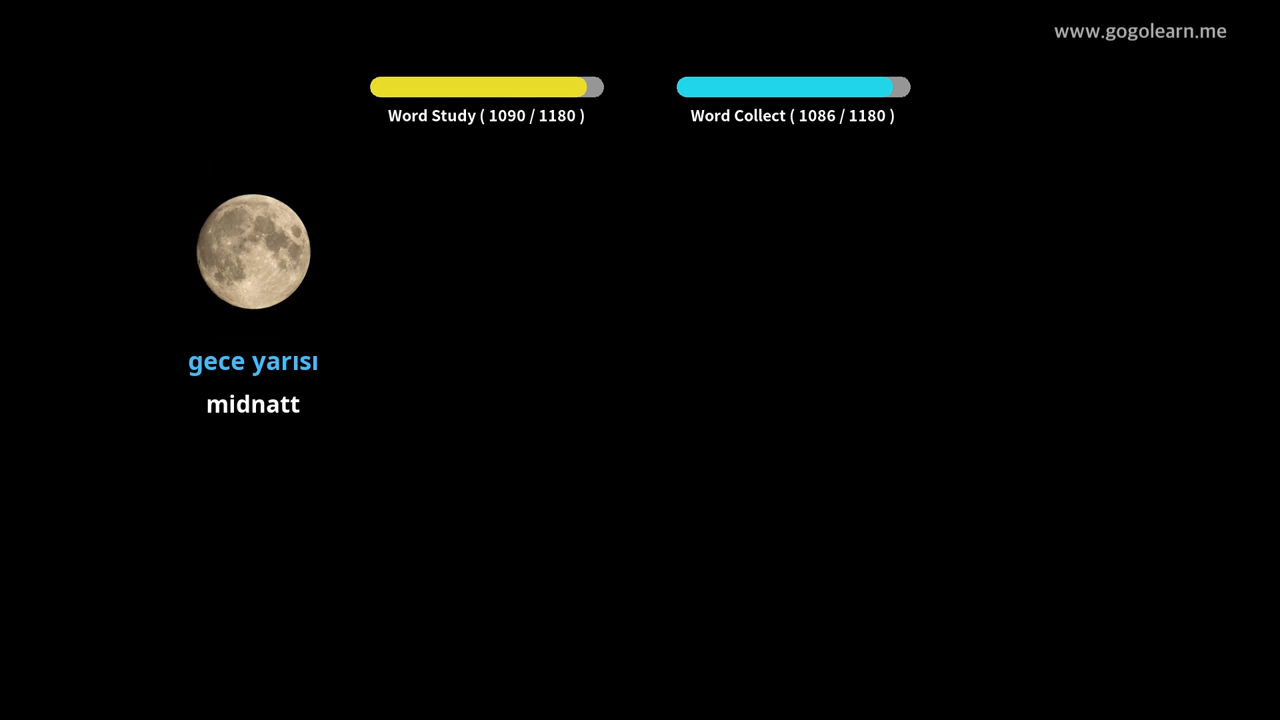 www.gogolearn.me
Word Study ( 1090 / 1180 )
Word Collect ( 1086 / 1180 )
gece yarısı
midnatt